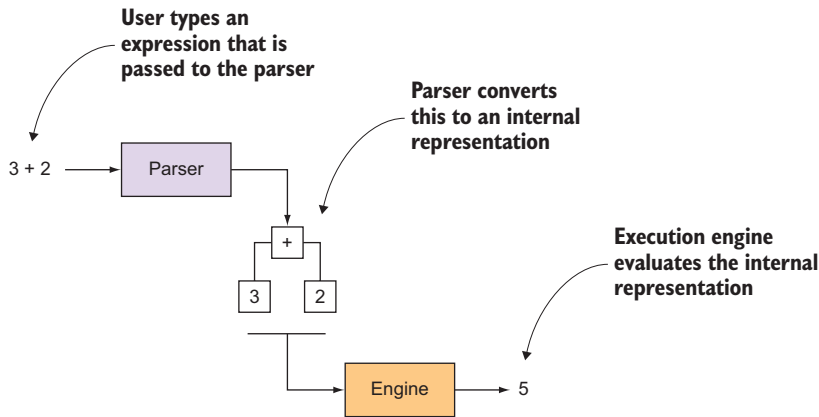 User types an
expression that is
passed to the parser
Parser converts
this to an internal
representation
3 + 2
Parser
+
3
2
Execution engine
evaluates the internal
representation
Engine
5